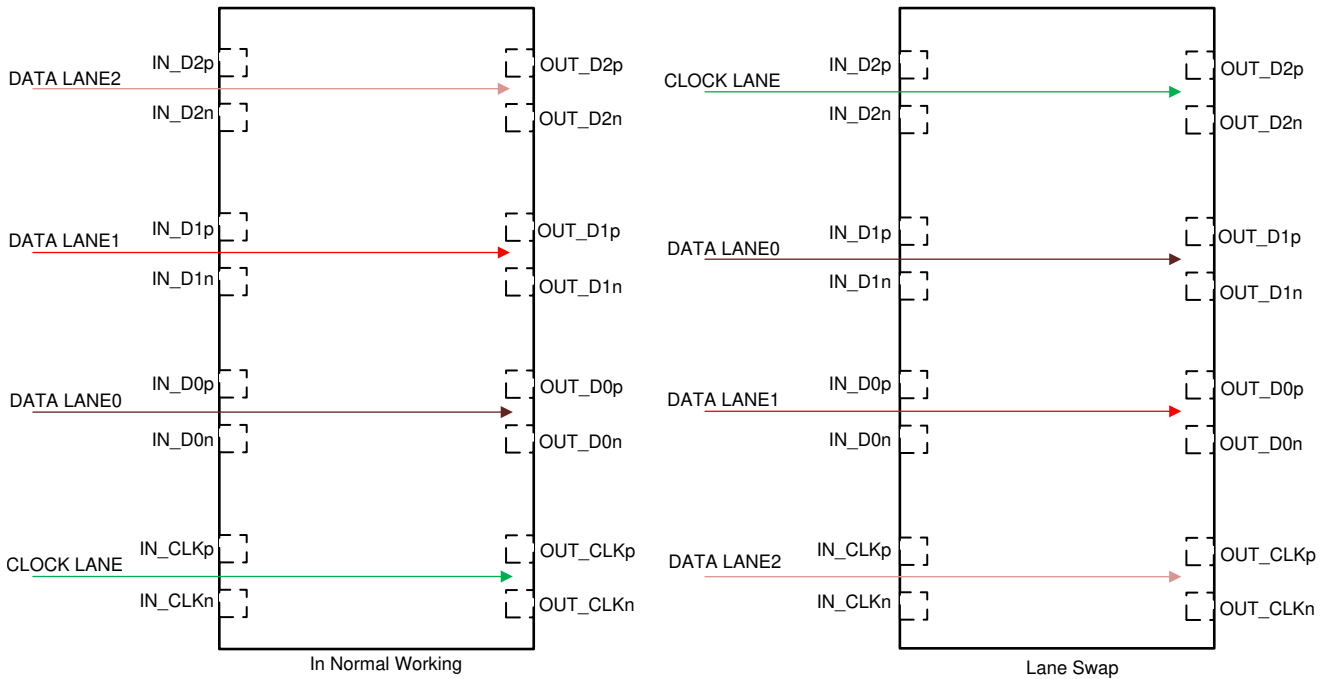 IN_D2p
OUT_D2p
DATA LANE2
IN_D2n
OUT_D2n
IN_D1p
OUT_D1p
DATA LANE1
IN_D1n
OUT_D1n
IN_D0p
OUT_D0p
DATA LANE0
IN_D0n
OUT_D0n
IN_CLKp
OUT_CLKp
CLOCK LANE
IN_CLKn
OUT_CLKn
In Normal Working
IN_D2p
OUT_D2p
CLOCK LANE
IN_D2n
OUT_D2n
IN_D1p
OUT_D1p
DATA LANE0
IN_D1n
OUT_D1n
IN_D0p
OUT_D0p
DATA LANE1
IN_D0n
OUT_D0n
IN_CLKp
OUT_CLKp
DATA LANE2
IN_CLKn
OUT_CLKn
Lane Swap